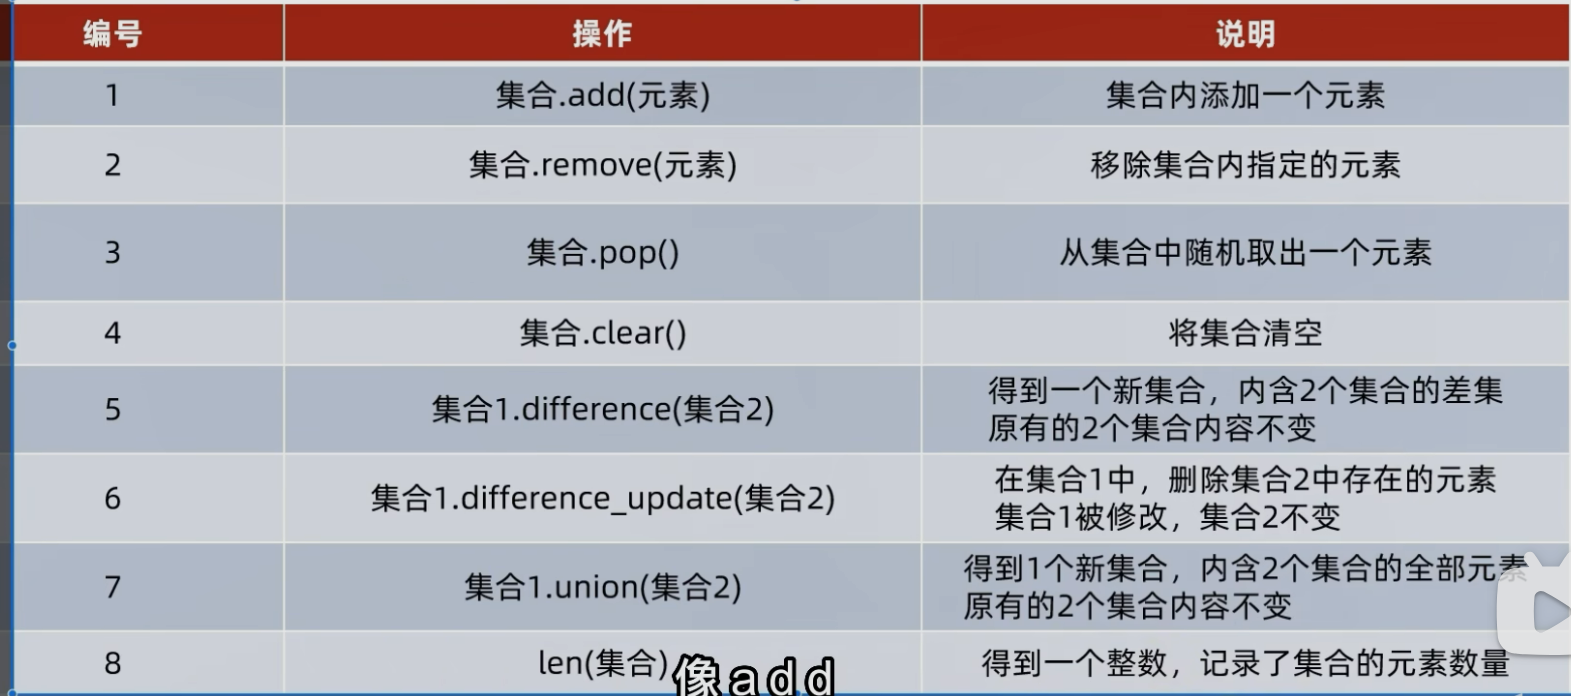 编号 操作 说明
1 集合.add(元素) 集合内添加一个元素
2 集合.remove(元素) 移除集合内指定的元素
3 集合.pop() 从集合中随机取出一个元素
4 集合.clear() 将集合清空
5 集合1.difference(集合2) 得到一个新集合，内含2个集合的差集
原有的2个集合内容不变
6 集合1.difference_update(集合2) 在集合1中，删除集合2中存在的元素
集合1被修改，集合2不变
7 集合1.union(集合2) 得到1个新集合，内含2个集合的全部元素
原有的2个集合内容不变
8 len(集合) 得到一个整数，记录了集合的元素数量
像add